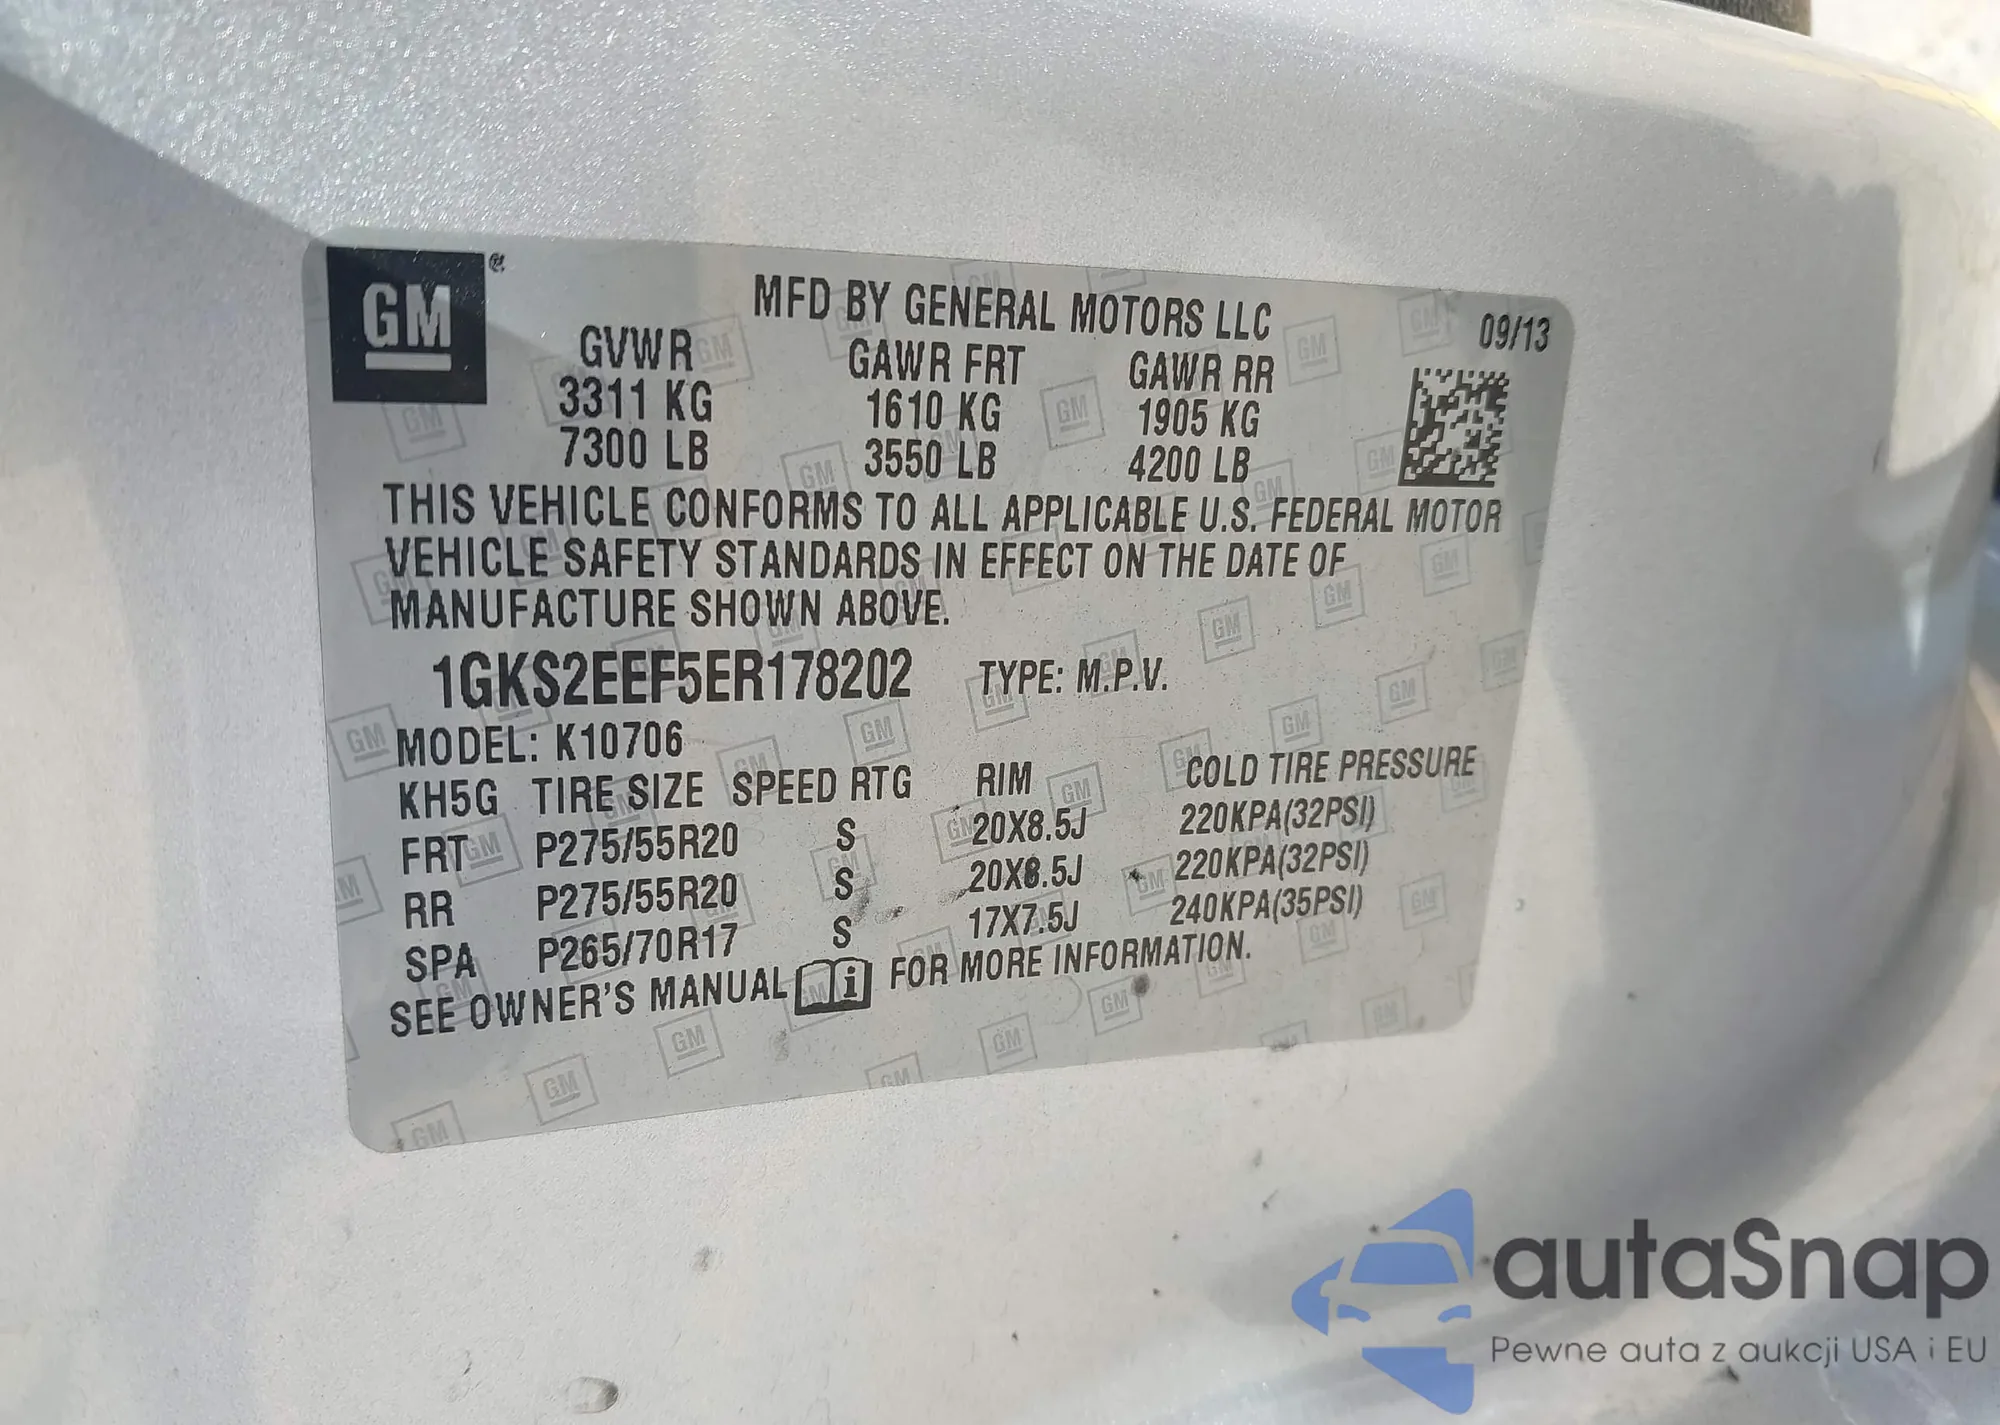 GM
MFD BY GENERAL MOTORS LLC 09/13
GVWR GAWR FRT GAWR RR
3311 KG 1610 KG 1905 KG
7300 LB 3550 LB 4200 LB
THIS VEHICLE CONFORMS TO ALL APPLICABLE U.S. FEDERAL MOTOR
VEHICLE SAFETY STANDARDS IN EFFECT ON THE DATE OF
MANUFACTURE SHOWN ABOVE.
1GKS2EEF5ER178202 TYPE: M.P.V.
MODEL: K10706
KH5G TIRE SIZE SPEED RTG RIM COLD TIRE PRESSURE
FRT P275/55R20 S 20X8.5J 220KPA(32PSI)
RR P275/55R20 S 20X8.5J 220KPA(32PSI)
SPA P265/70R17 S 17X7.5J 240KPA(35PSI)
SEE OWNER'S MANUAL i FOR MORE INFORMATION.
autaSnap
Pewne auta z aukcji USA i EU